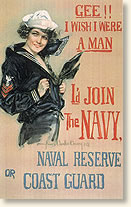 GEE!!
I WISH I WERE
A MAN
I'D JOIN
The NAVY,
NAVAL RESERVE
OR COAST GUARD